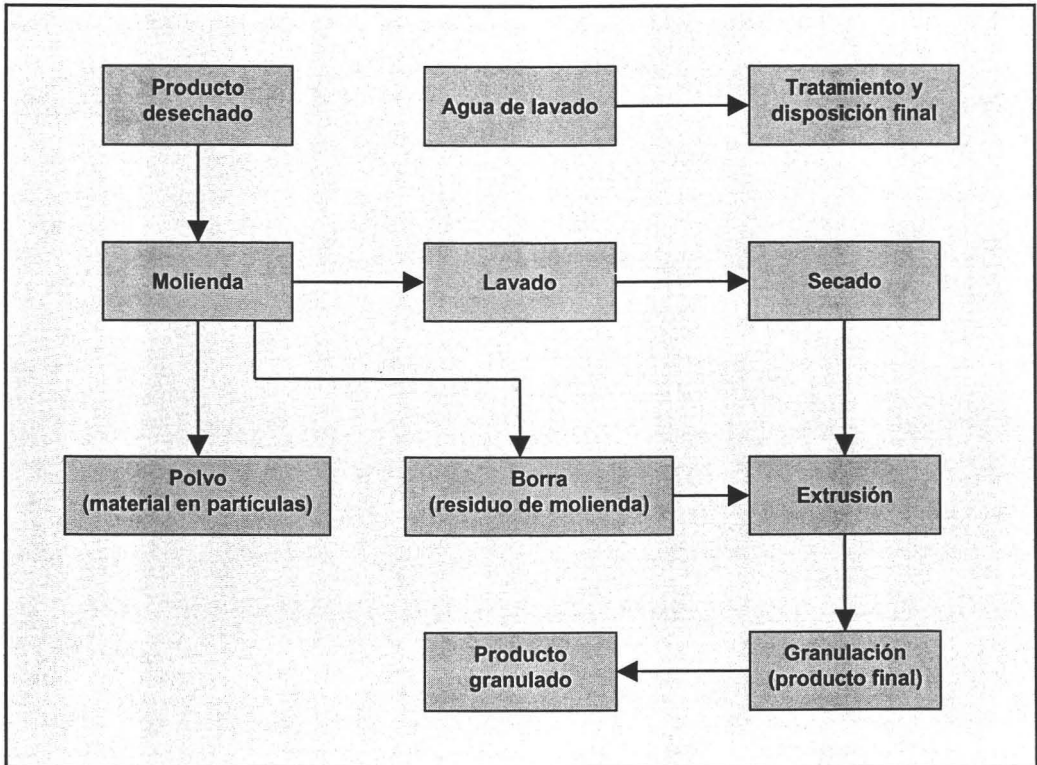 Producto
desechado
Agua de lavado
Tratamiento y
disposición final
Molienda
Lavado
Secado
Polvo
(material en partículas)
Borra
(residuo de molienda)
Extrusión
Producto
granulado
Granulación
(producto final)